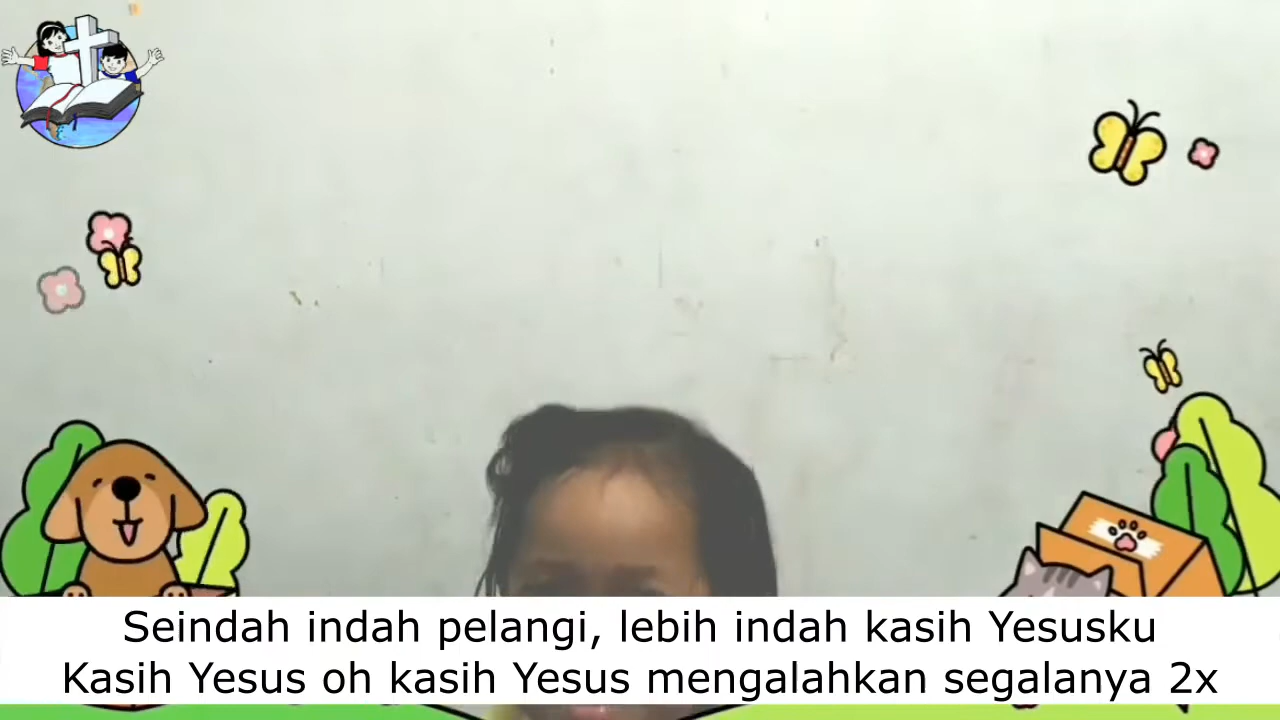 Seindah indah pelangi, lebih indah kasih Yesusku
Kasih Yesus oh kasih Yesus mengalahkan segalanya 2x